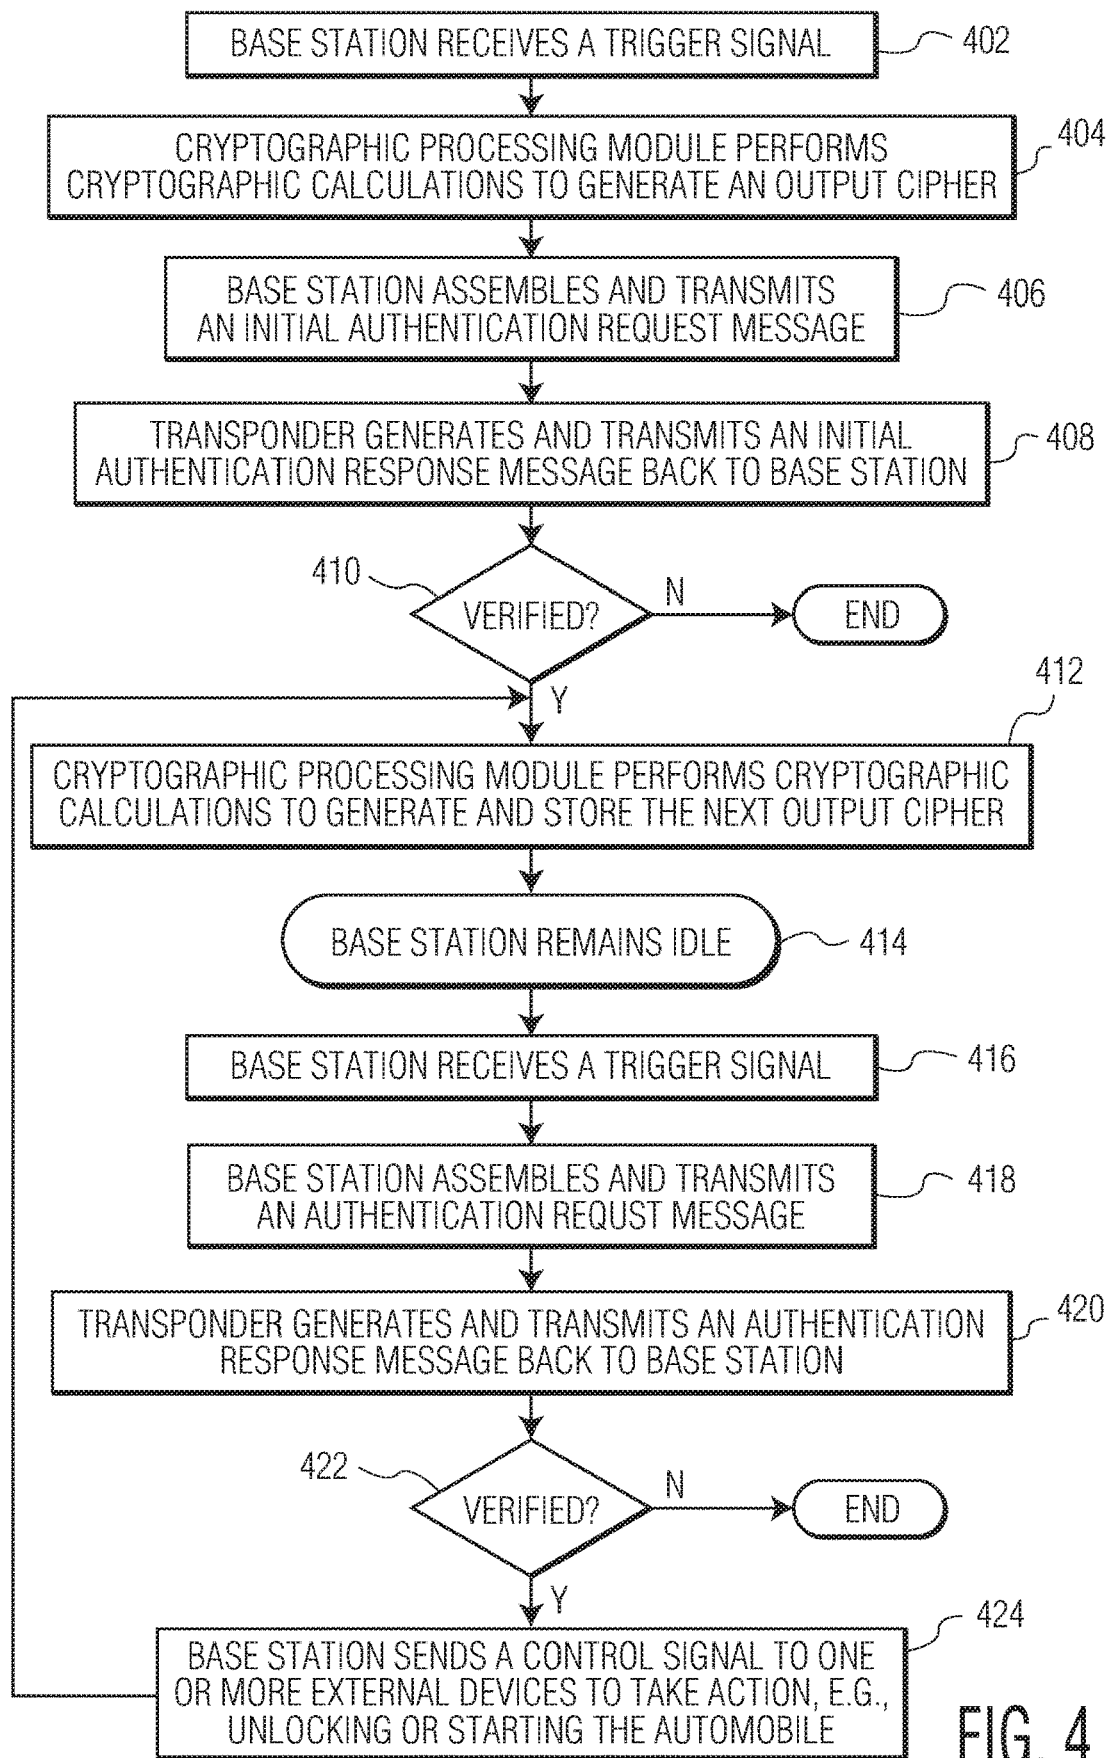 BASE STATION RECEIVES A TRIGGER SIGNAL
402
CRYPTOGRAPHIC PROCESSING MODULE PERFORMS
CRYPTOGRAPHIC CALCULATIONS TO GENERATE AN OUTPUT CIPHER
404
BASE STATION ASSEMBLES AND TRANSMITS
AN INITIAL AUTHENTICATION REQUEST MESSAGE
406
TRANSPONDER GENERATES AND TRANSMITS AN INITIAL
AUTHENTICATION RESPONSE MESSAGE BACK TO BASE STATION
408
410
VERIFIED?
N
END
Y
412
CRYPTOGRAPHIC PROCESSING MODULE PERFORMS CRYPTOGRAPHIC
CALCULATIONS TO GENERATE AND STORE THE NEXT OUTPUT CIPHER
BASE STATION REMAINS IDLE
414
BASE STATION RECEIVES A TRIGGER SIGNAL
416
BASE STATION ASSEMBLES AND TRANSMITS
AN AUTHENTICATION REQUST MESSAGE
418
TRANSPONDER GENERATES AND TRANSMITS AN AUTHENTICATION
RESPONSE MESSAGE BACK TO BASE STATION
420
422
VERIFIED?
N
END
Y
424
BASE STATION SENDS A CONTROL SIGNAL TO ONE
OR MORE EXTERNAL DEVICES TO TAKE ACTION, E.G.,
UNLOCKING OR STARTING THE AUTOMOBILE
FIG. 4